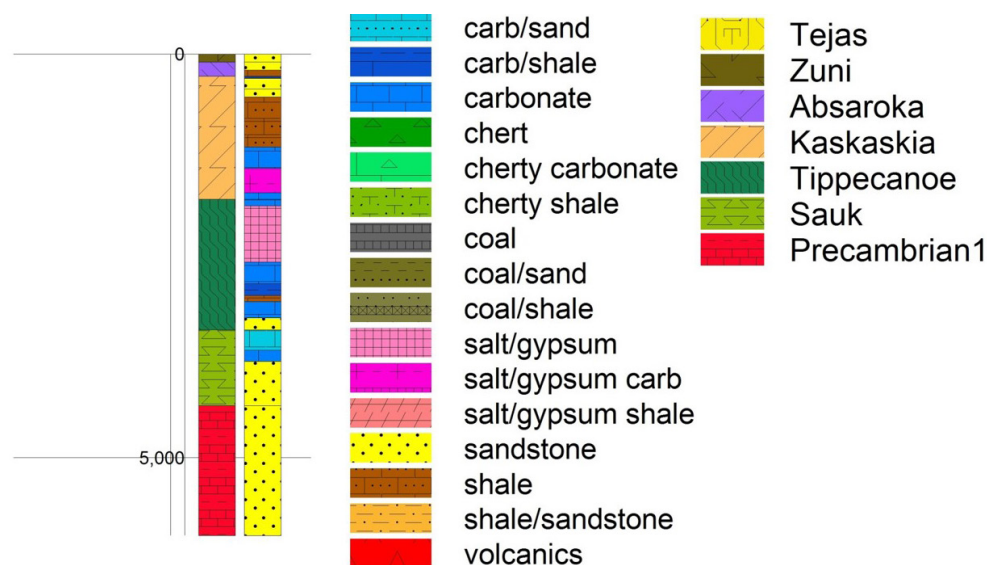 0
5,000
carb/sand
carb/shale
carbonate
chert
cherty carbonate
cherty shale
coal
coal/sand
coal/shale
salt/gypsum
salt/gypsum carb
salt/gypsum shale
sandstone
shale
shale/sandstone
volcanics
Tejas
Zuni
Absaroka
Kaskaskia
Tippecanoe
Sauk
Precambrian1